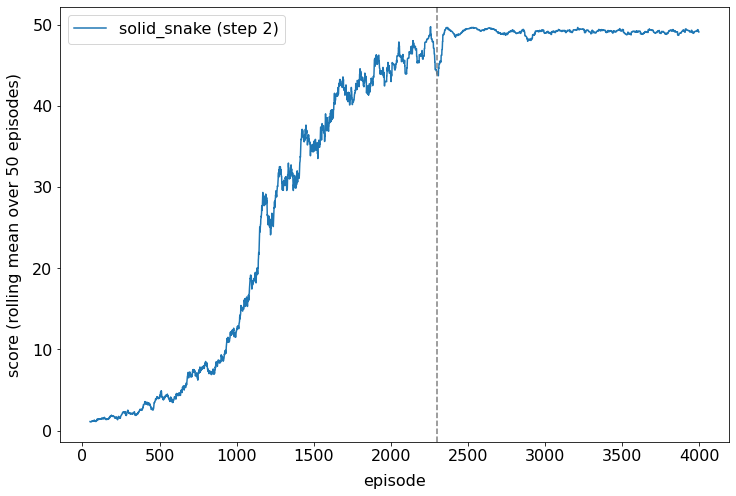 solid_snake (step 2)
score (rolling mean over 50 episodes)
50
40
30
20
10
0
0 500 1000 1500 2000 2500 3000 3500 4000
episode